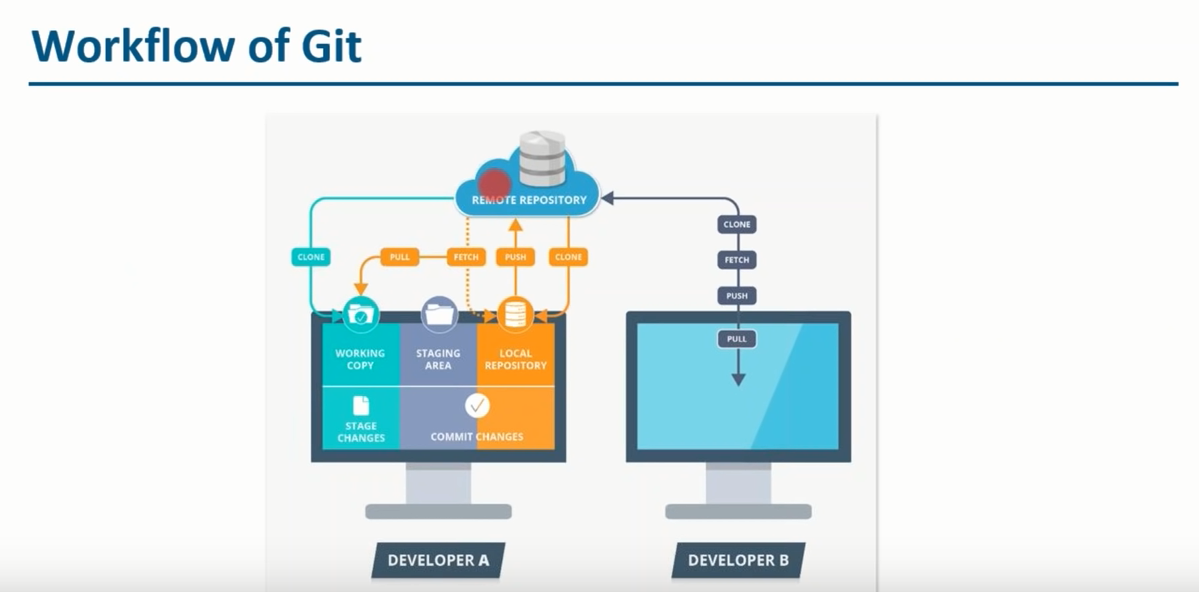 Workflow of Git
REMOTE REPOSITORY
CLONE
PULL
FETCH
PUSH
CLONE
WORKING
COPY
STAGING
AREA
LOCAL
REPOSITORY
STAGE
CHANGES
COMMIT CHANGES
DEVELOPER A
CLONE
FETCH
PUSH
PULL
DEVELOPER B